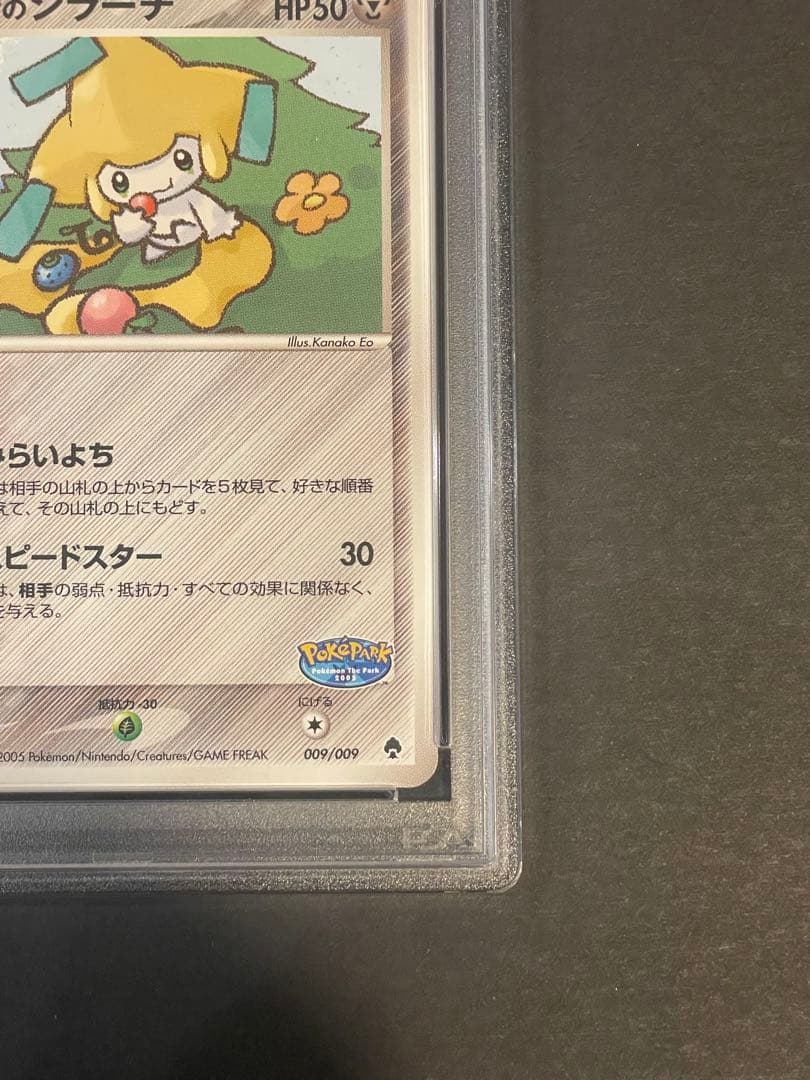 のジラーチ HP50
Illus.Kanako Eo
みらいよち
は相手の山札の上からカードを5枚見て、好きな順番
えて、その山札の上にもどす。
スピードスター 30
は、相手の弱点・抵抗力・すべての効果に関係なく、
を与える。
POKÉPARK
Pokémon The Park
2005
™
抵抗力 -30 にげる
2005 Pokémon/Nintendo/Creatures/GAME FREAK 009/009
PSA